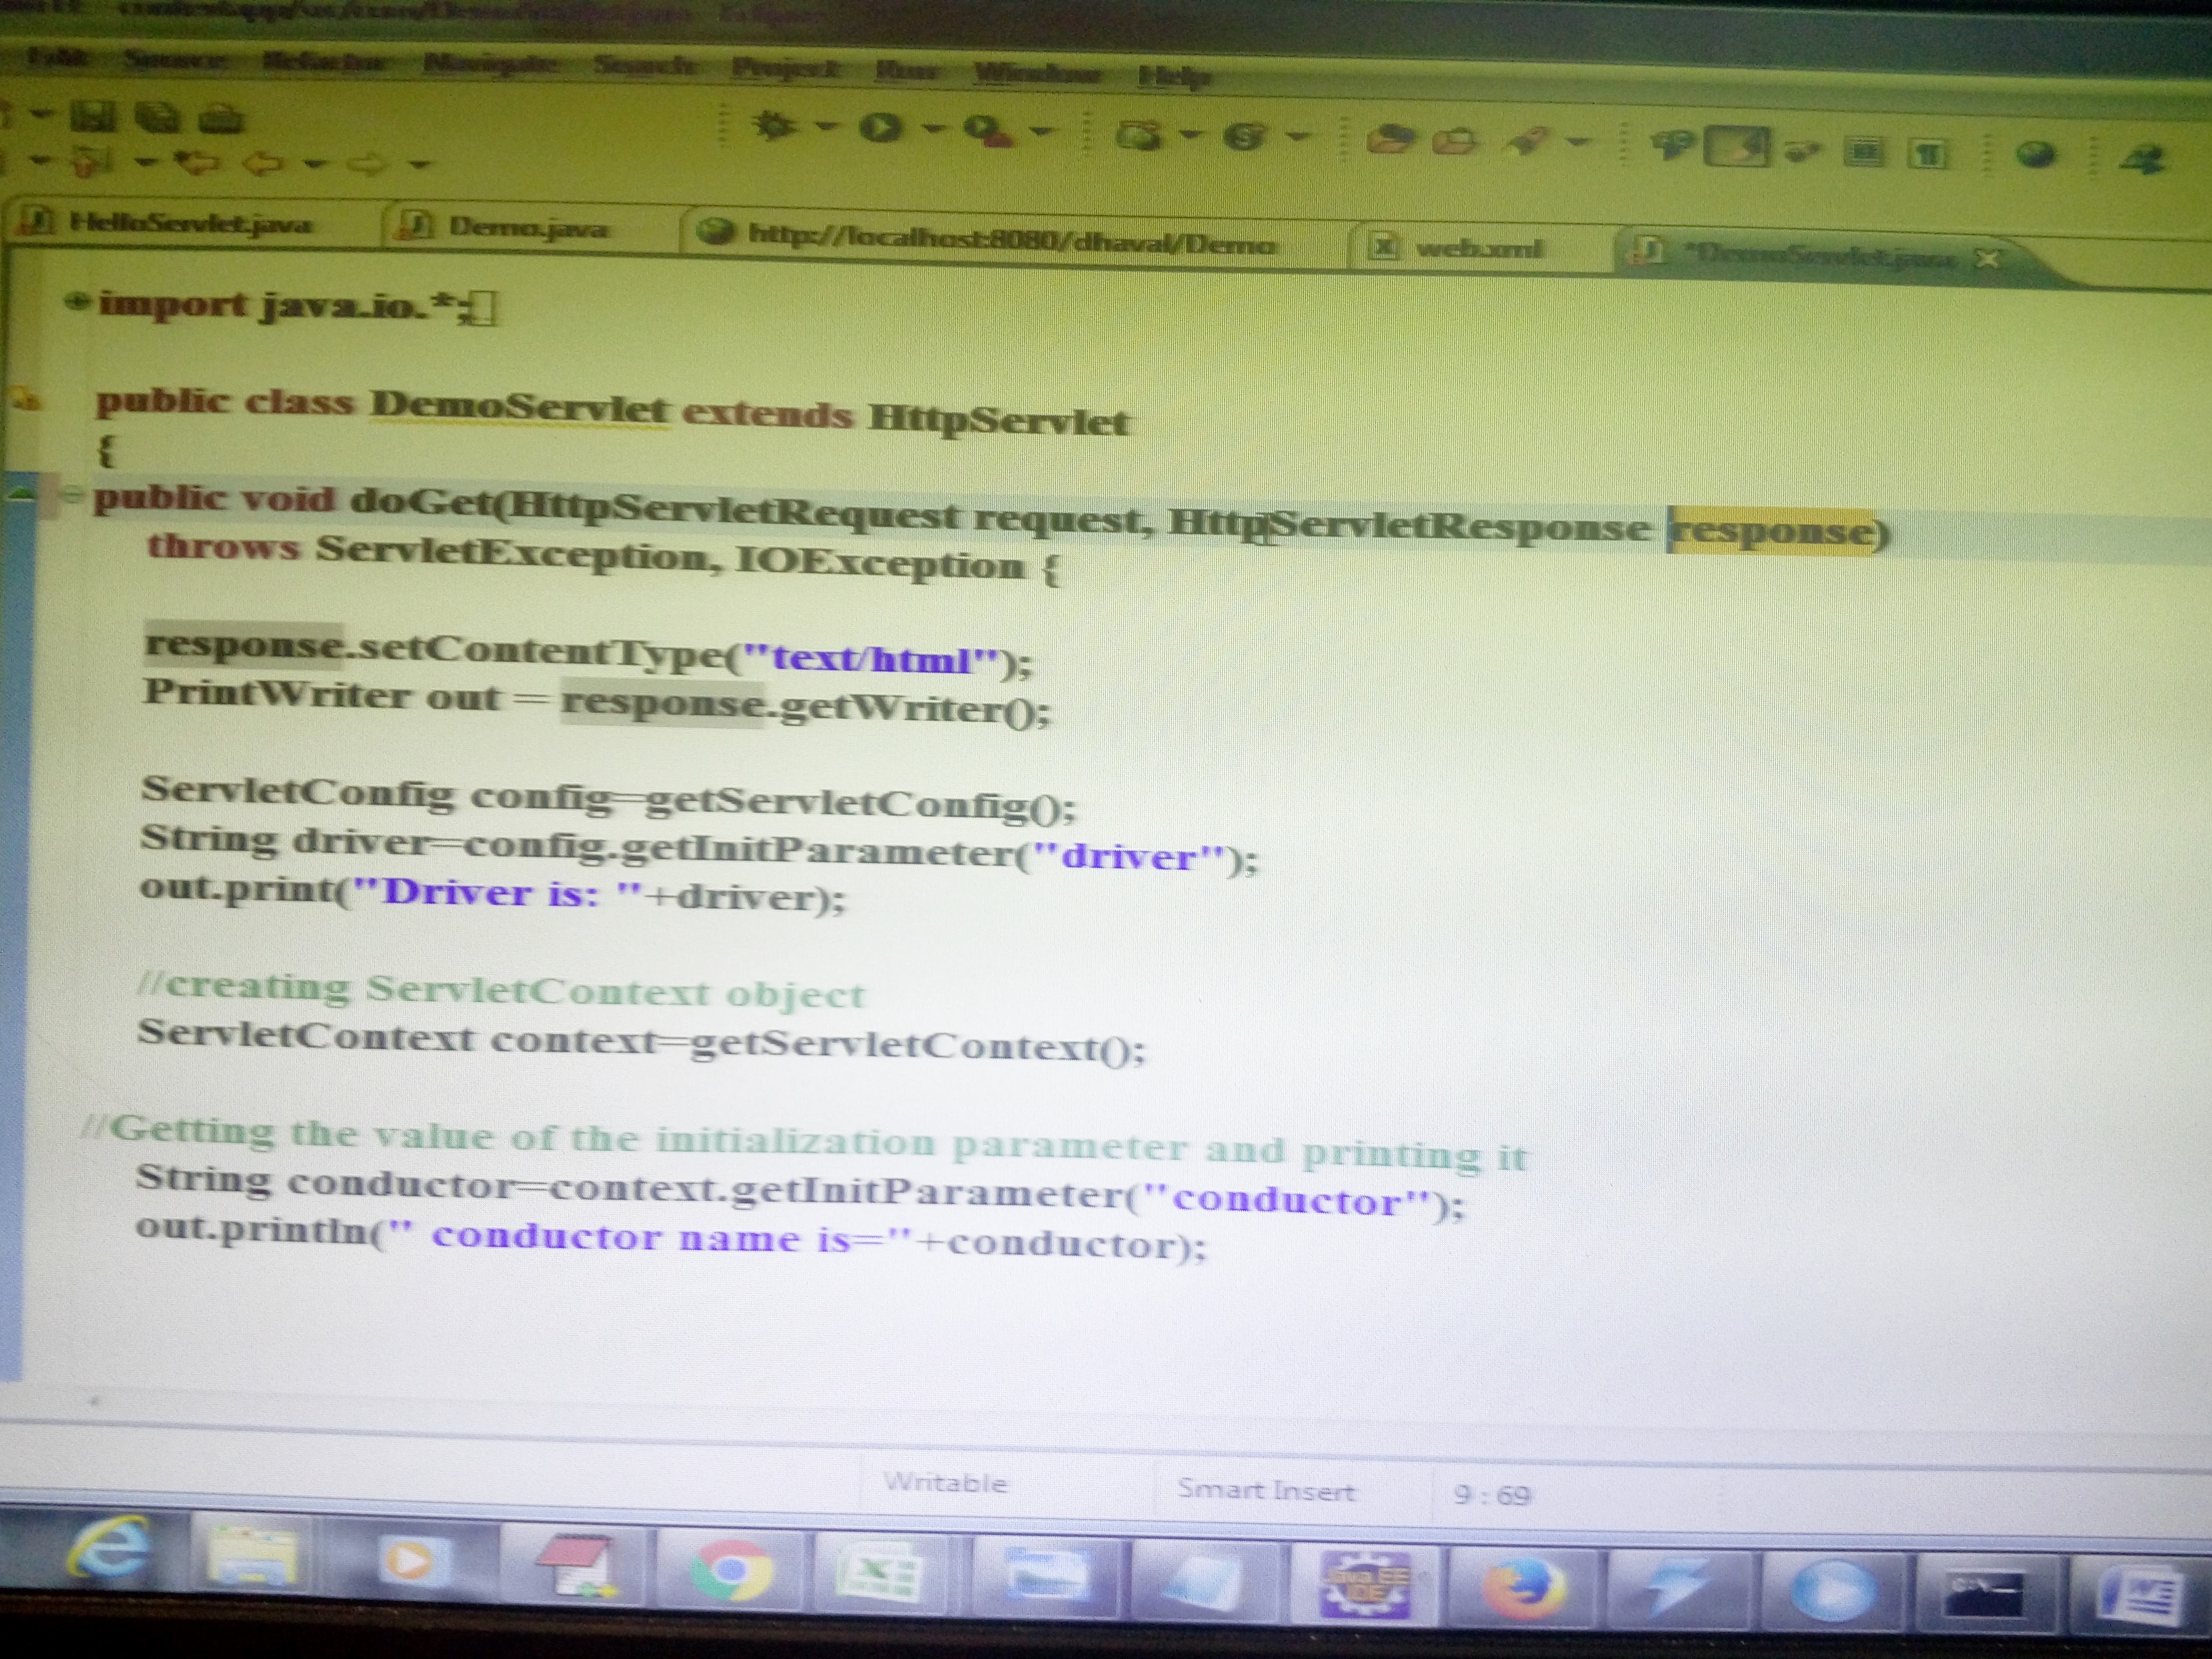 Edit Source Refactor Navigate Search Project Run Window Help
HelloServlet.java Demo.java http://localhost:8080/dhaval/Demo web.xml *DemoServlet.java
import java.io.*;
public class DemoServlet extends HttpServlet
{
public void doGet(HttpServletRequest request, HttpServletResponse response)
throws ServletException, IOException {
response.setContentType("text/html");
PrintWriter out = response.getWriter();
ServletConfig config=getServletConfig();
String driver=config.getInitParameter("driver");
out.print("Driver is: "+driver);
//creating ServletContext object
ServletContext context=getServletContext();
//Getting the value of the initialization parameter and printing it
String conductor=context.getInitParameter("conductor");
out.println(" conductor name is="+conductor);
Writable Smart Insert 9 : 69
Java EE
IDE